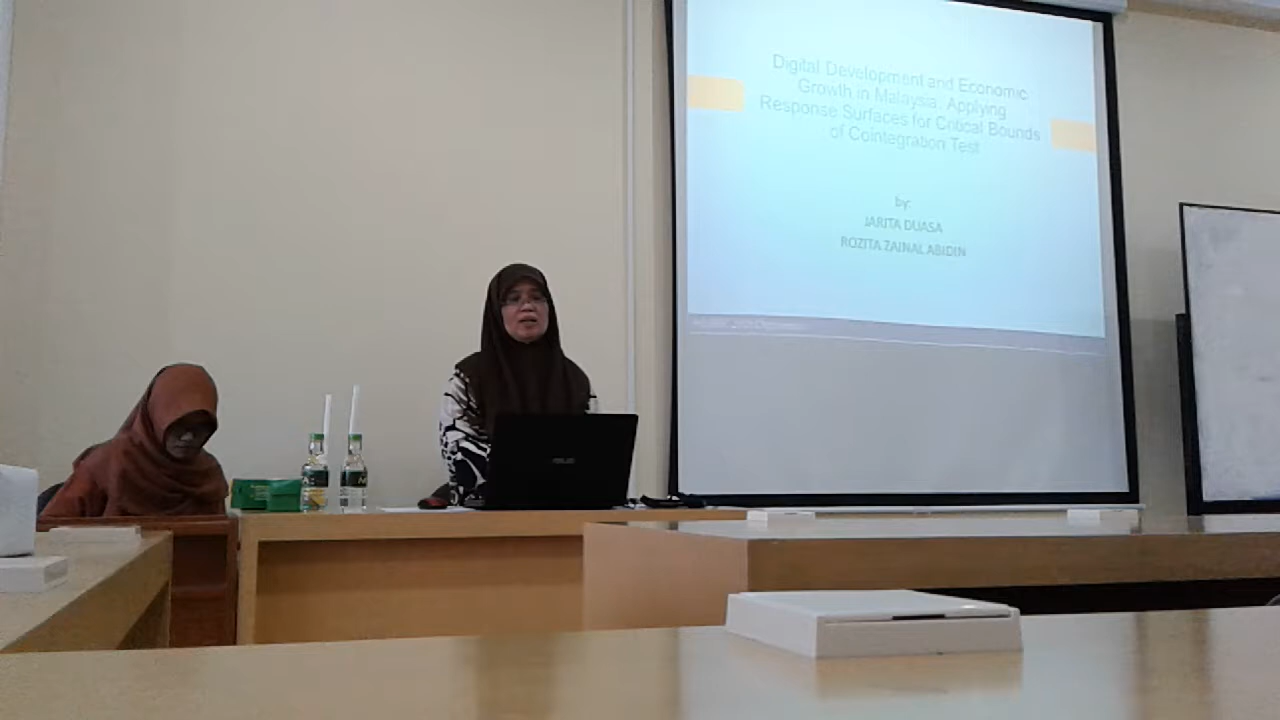 Digital Development and Economic
Growth in Malaysia: Applying
Response Surfaces for Critical Bounds
of Cointegration Test
by:
JARITA DUASA
ROZITA ZAINAL ABIDIN
ASUS